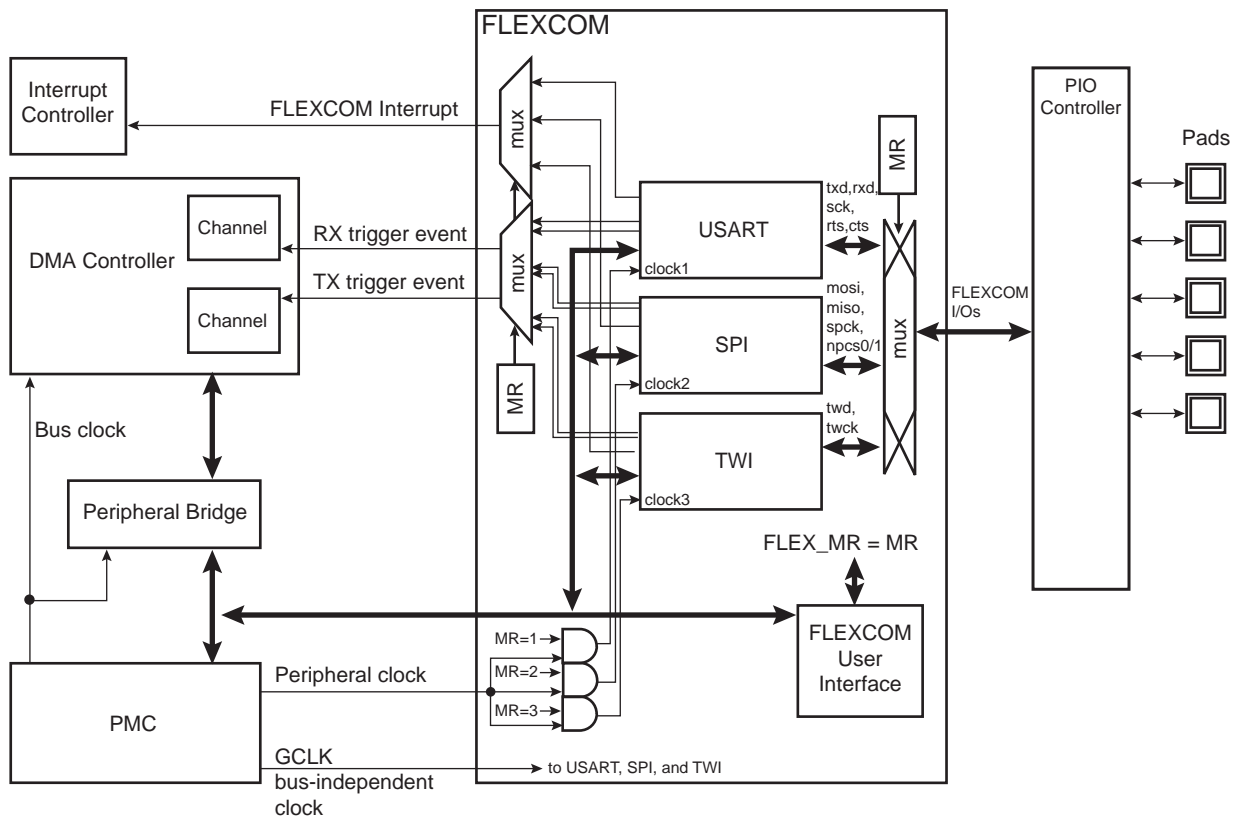 FLEXCOM
Interrupt
Controller
FLEXCOM Interrupt
mux
MR
PIO
Controller
Pads
DMA Controller
Channel
Channel
RX trigger event
TX trigger event
mux
MR
USART
clock1
txd,rxd,
sck,
rts,cts
SPI
clock2
mosi,
miso,
spck,
npcs0/1
mux
FLEXCOM
I/Os
TWI
clock3
twd,
twck
Bus clock
Peripheral Bridge
FLEX_MR = MR
FLEXCOM
User
Interface
MR=1
MR=2
MR=3
PMC
Peripheral clock
GCLK
bus-independent
clock
to USART, SPI, and TWI